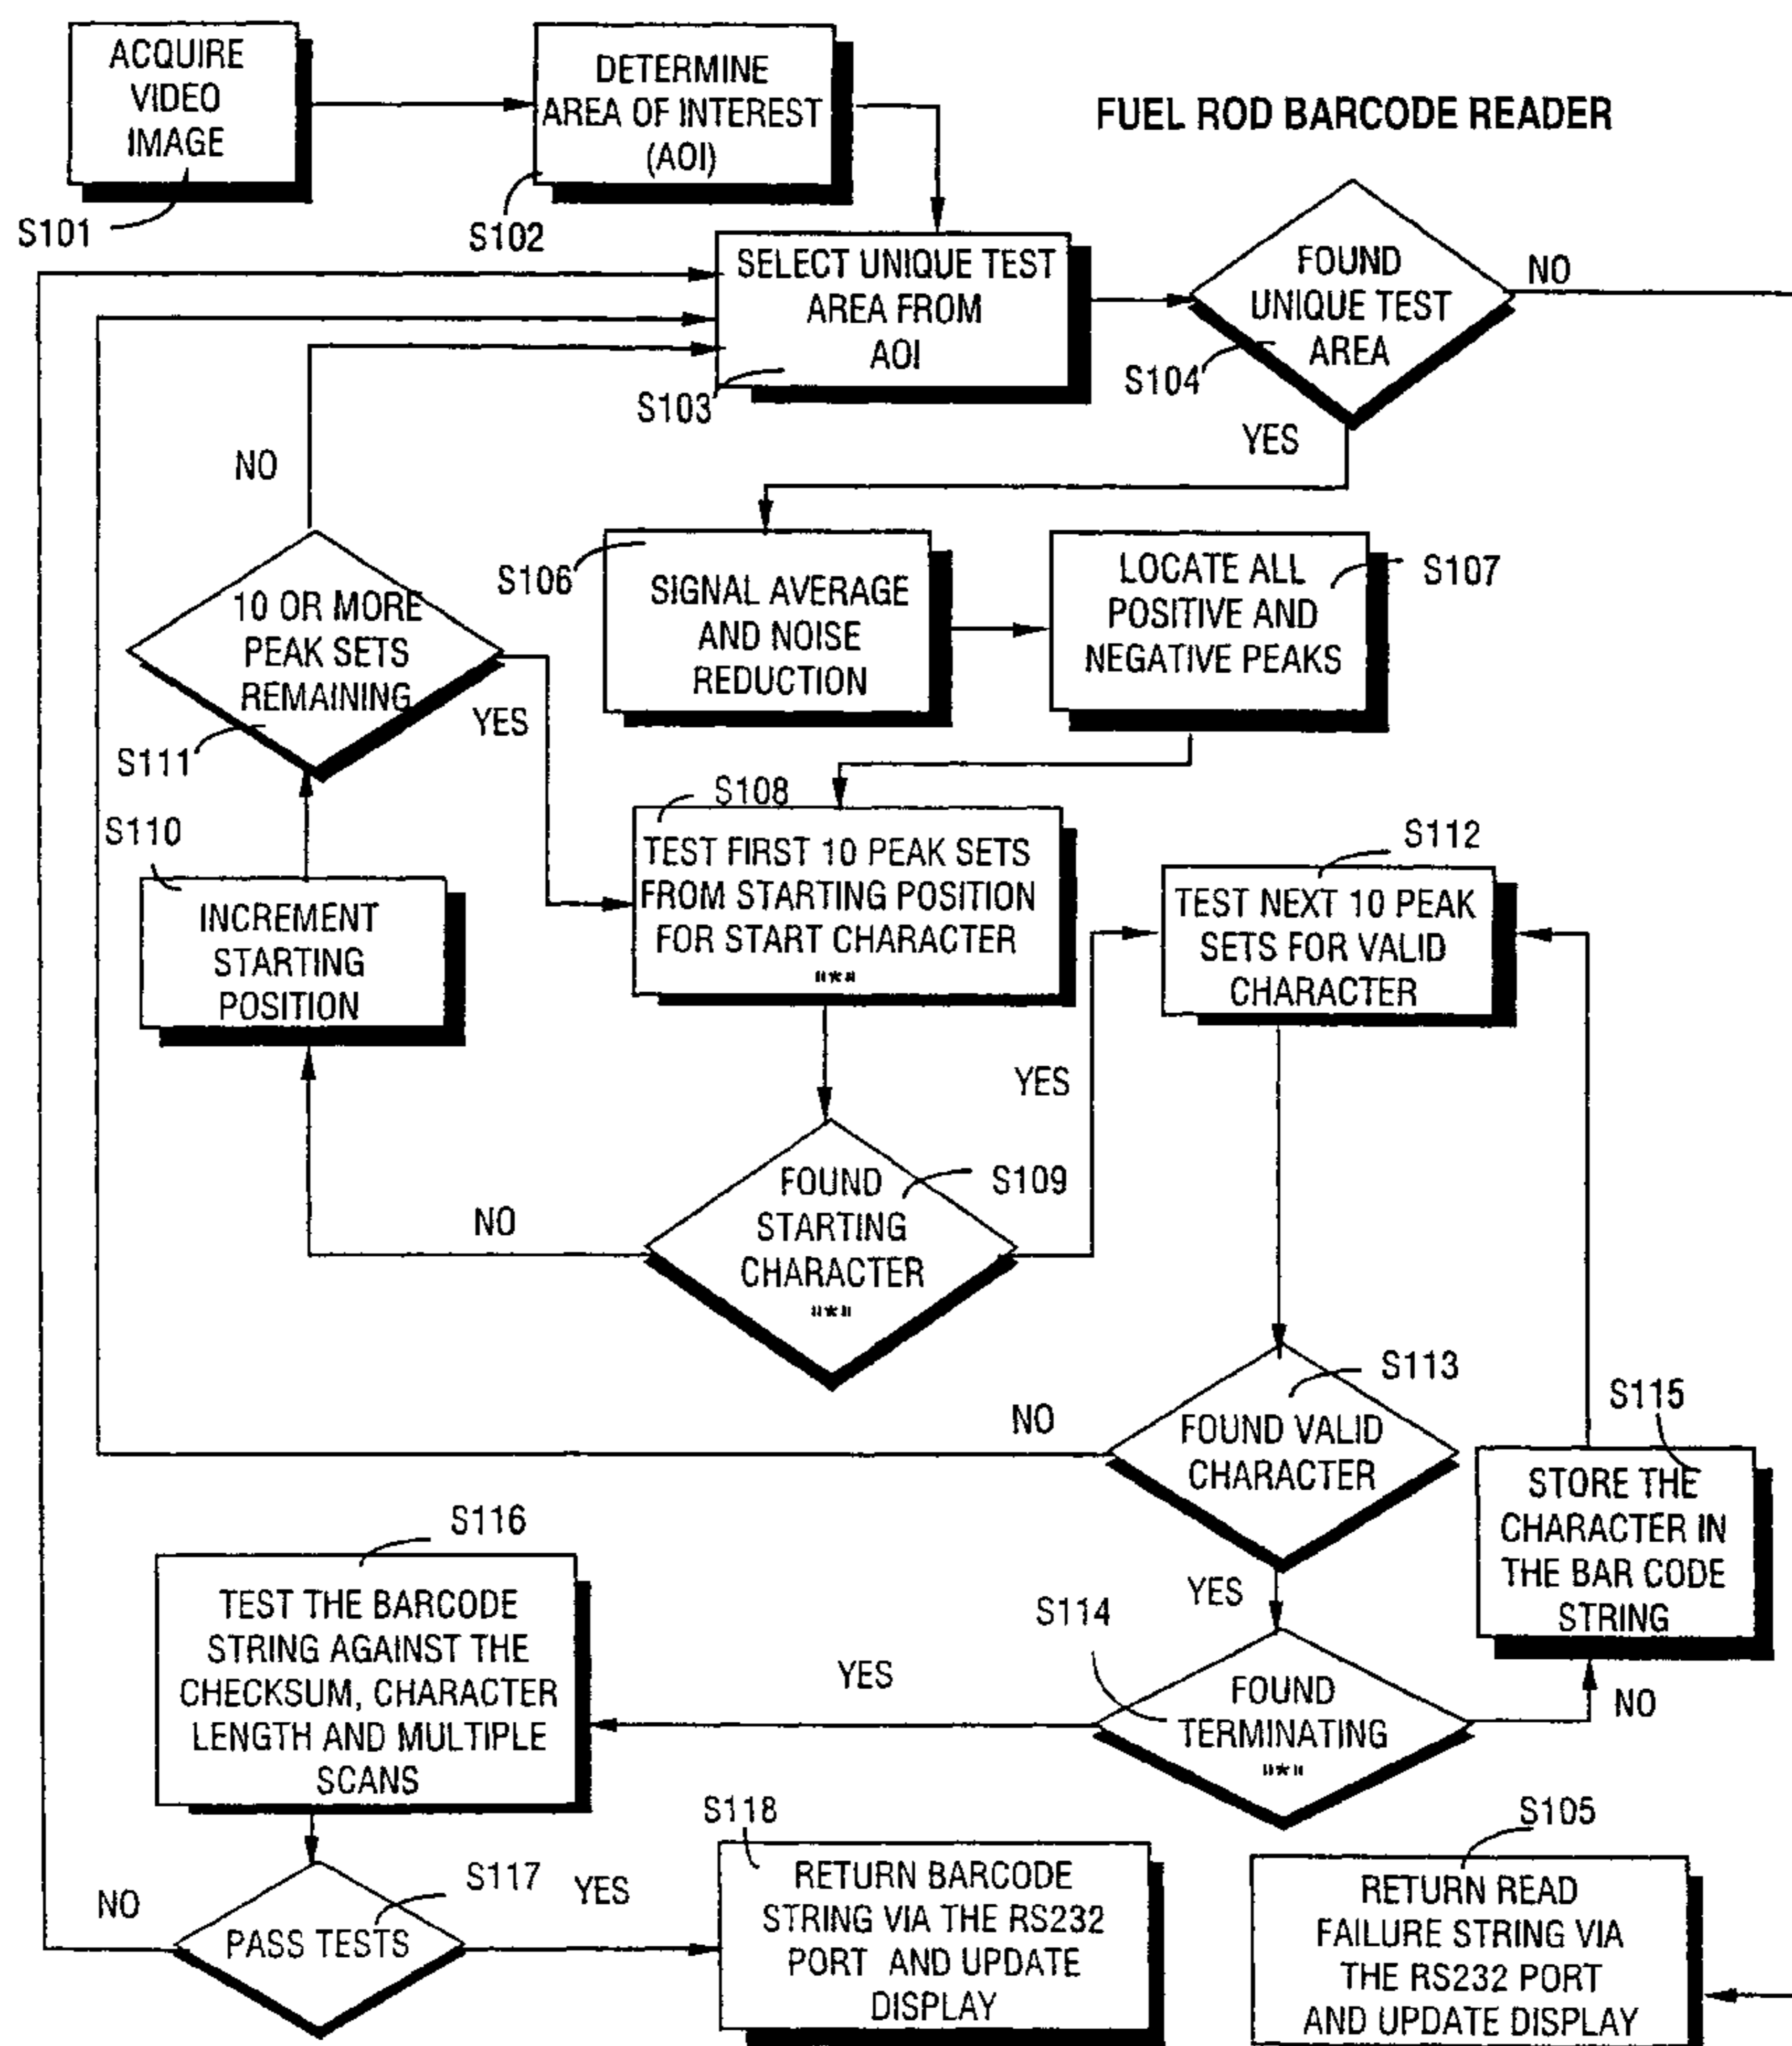 ACQUIRE
VIDEO
IMAGE
S101
DETERMINE
AREA OF INTEREST
(AOI)
S102
FUEL ROD BARCODE READER
SELECT UNIQUE TEST
AREA FROM
AOI
S103
FOUND
UNIQUE TEST
AREA
S104
NO
YES
SIGNAL AVERAGE
AND NOISE
REDUCTION
S106
LOCATE ALL
POSITIVE AND
NEGATIVE PEAKS
S107
NO
10 OR MORE
PEAK SETS
REMAINING
S111
YES
S108
TEST FIRST 10 PEAK SETS
FROM STARTING POSITION
FOR START CHARACTER
"*"
S110
INCREMENT
STARTING
POSITION
S112
TEST NEXT 10 PEAK
SETS FOR VALID
CHARACTER
YES
FOUND
STARTING
CHARACTER
"*"
S109
NO
S113
FOUND VALID
CHARACTER
NO
YES
S115
STORE THE
CHARACTER IN
THE BAR CODE
STRING
S114
FOUND
TERMINATING
"*"
NO
YES
S116
TEST THE BARCODE
STRING AGAINST THE
CHECKSUM, CHARACTER
LENGTH AND MULTIPLE
SCANS
S117
PASS TESTS
NO
YES
S118
RETURN BARCODE
STRING VIA THE RS232
PORT AND UPDATE
DISPLAY
S105
RETURN READ
FAILURE STRING VIA
THE RS232 PORT
AND UPDATE DISPLAY